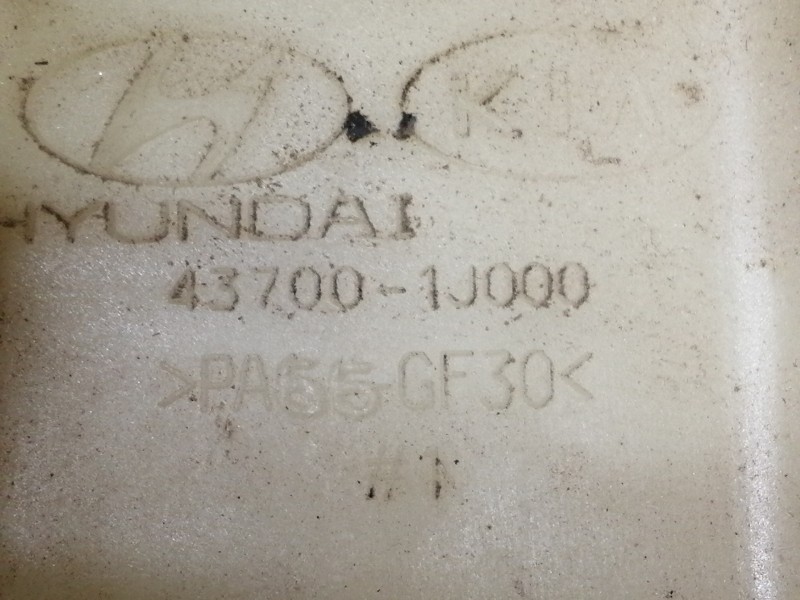 KIA
HYUNDAI
43700-1J000
>PA66-GF30<
#1